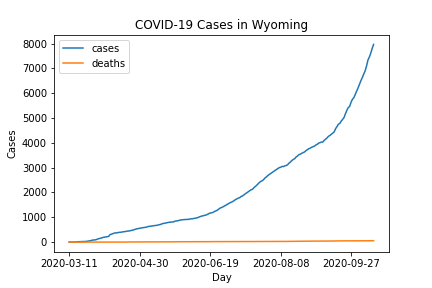 COVID-19 Cases in Wyoming
cases
deaths
8000
7000
6000
5000
4000
3000
2000
1000
0
Cases
2020-03-11 2020-04-30 2020-06-19 2020-08-08 2020-09-27
Day